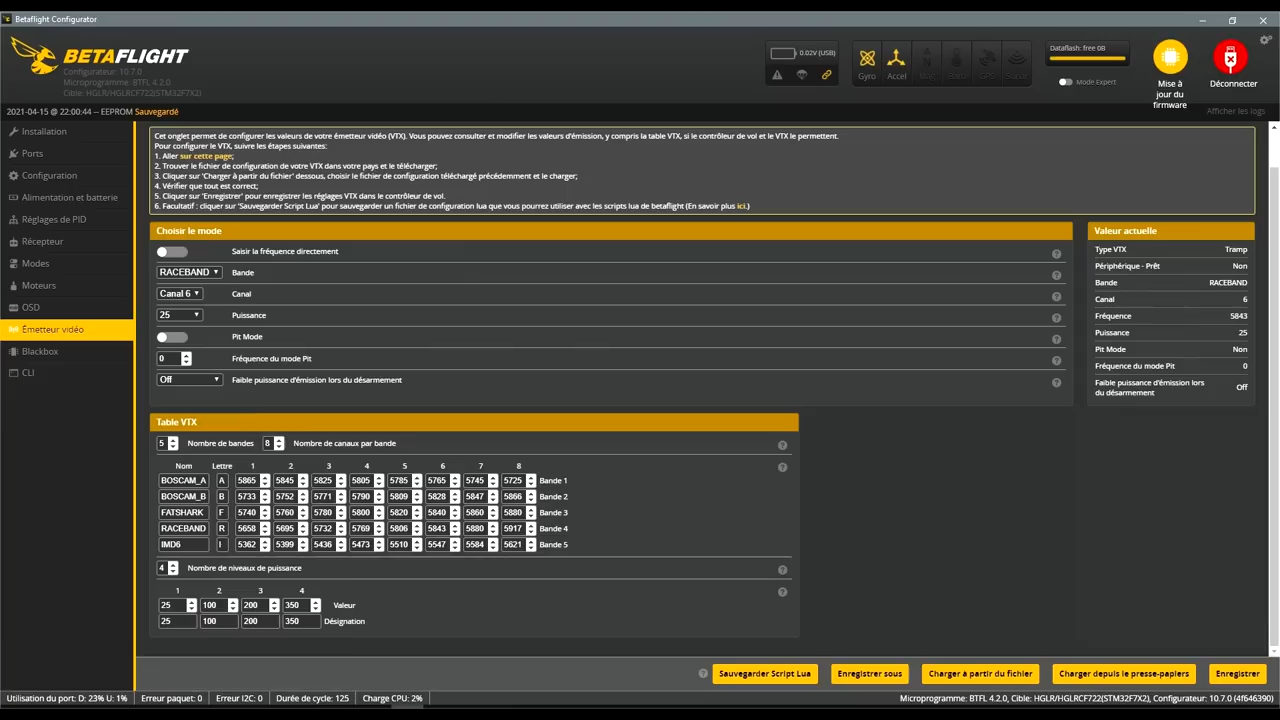 Betaflight Configurator
BETAFLIGHT
Configurateur: 10.7.0
Microprogramme: BTFL 4.2.0
Cible: HGLR/HGLRCF722(STM32F7X2)
0.02V (USB)
Gyro
Accel
Mag
Baro
GPS
Sonar
Dataflash: free 0B
Mode Expert
Mise à
jour du
firmware
Déconnecter
2021-04-15 @ 22:00:44 -- EEPROM Sauvegardé
Afficher les logs
Installation
Ports
Configuration
Alimentation et batterie
Réglages de PID
Récepteur
Modes
Moteurs
OSD
Émetteur vidéo
Blackbox
CLI
Cet onglet permet de configurer les valeurs de votre émetteur vidéo (VTX). Vous pouvez consulter et modifier les valeurs d'émission, y compris la table VTX, si le contrôleur de vol et le VTX le permettent.
Pour configurer le VTX, suivre les étapes suivantes:
1. Aller sur cette page;
2. Trouver le fichier de configuration de votre VTX dans votre pays et le télécharger;
3. Cliquer sur 'Charger à partir du fichier' dessous, choisir le fichier de configuration téléchargé précédemment et le charger;
4. Vérifier que tout est correct;
5. Cliquer sur 'Enregistrer' pour enregistrer les réglages VTX dans le contrôleur de vol.
6. Facultatif : cliquer sur 'Sauvegarder Script Lua' pour sauvegarder un fichier de configuration lua que vous pourrez utiliser avec les scripts lua de betaflight (En savoir plus ici.)
Choisir le mode
Saisir la fréquence directement
RACEBAND Bande
Canal 6 Canal
25 Puissance
Pit Mode
0 Fréquence du mode Pit
Off Faible puissance d'émission lors du désarmement
Valeur actuelle
Type VTX Tramp
Périphérique - Prêt Non
Bande RACEBAND
Canal 6
Fréquence 5843
Puissance 25
Pit Mode Non
Fréquence du mode Pit 0
Faible puissance d'émission lors
du désarmement Off
Table VTX
5 Nombre de bandes 8 Nombre de canaux par bande
Nom Lettre 1 2 3 4 5 6 7 8
BOSCAM_A A 5865 5845 5825 5805 5785 5765 5745 5725 Bande 1
BOSCAM_B B 5733 5752 5771 5790 5809 5828 5847 5866 Bande 2
FATSHARK F 5740 5760 5780 5800 5820 5840 5860 5880 Bande 3
RACEBAND R 5658 5695 5732 5769 5806 5843 5880 5917 Bande 4
IMD6 I 5362 5399 5436 5473 5510 5547 5584 5621 Bande 5
4 Nombre de niveaux de puissance
1 2 3 4
25 100 200 350 Valeur
25 100 200 350 Désignation
Sauvegarder Script Lua
Enregistrer sous
Charger à partir du fichier
Charger depuis le presse-papiers
Enregistrer
Utilisation du port: D: 23% U: 1% Erreur paquet: 0 Erreur I2C: 0 Durée de cycle: 125 Charge CPU: 2%
Microprogramme: BTFL 4.2.0, Cible: HGLR/HGLRCF722(STM32F7X2), Configurateur: 10.7.0 (4f646390)